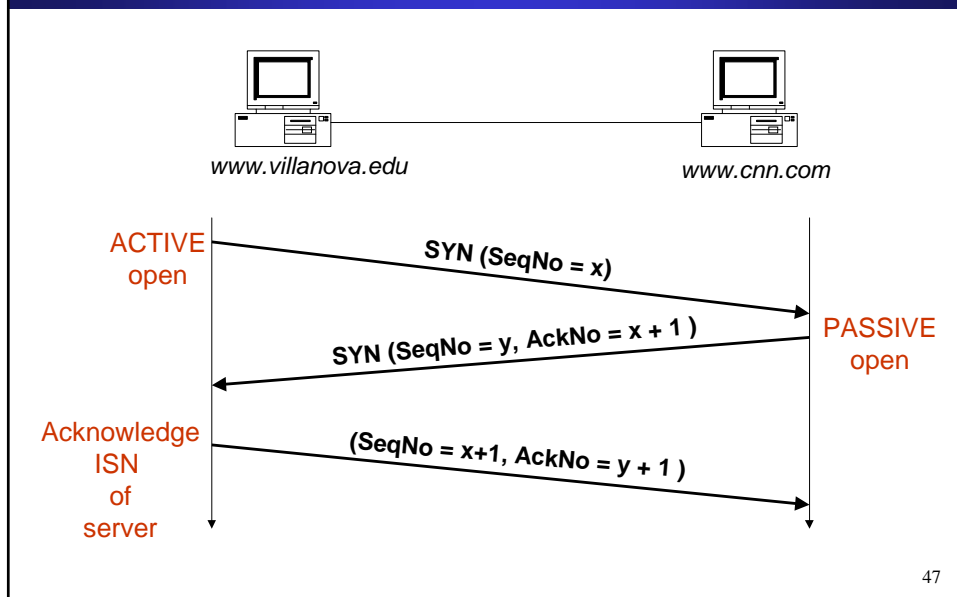 www.villanova.edu
www.cnn.com
ACTIVE
open
SYN (SeqNo = x)
PASSIVE
open
SYN (SeqNo = y, AckNo = x + 1 )
Acknowledge
ISN
of
server
(SeqNo = x+1, AckNo = y + 1 )
47